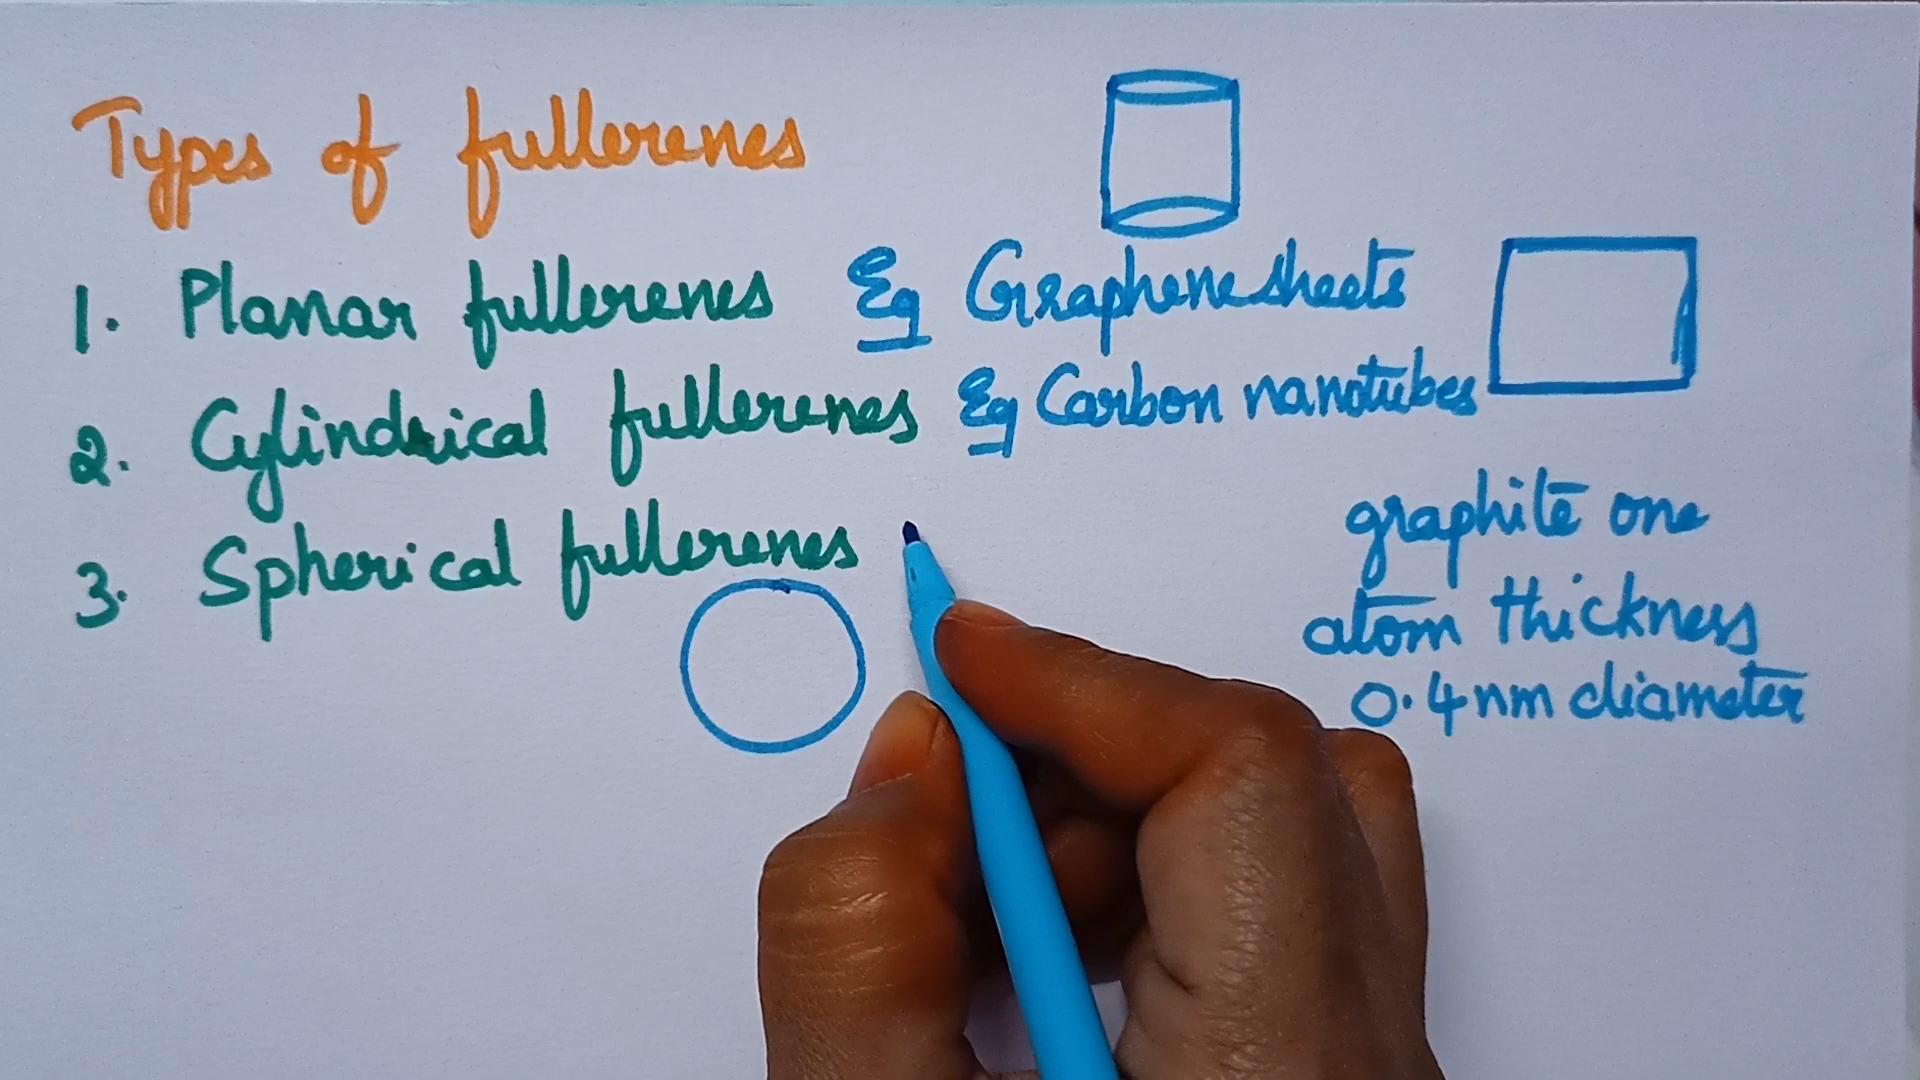 Types of fullerenes
1. Planar fullerenes Eg Graphene sheets
2. Cylindrical fullerenes Eg Carbon nanotubes
3. Spherical fullerenes
graphite one
atom thickness
0.4nm diameter